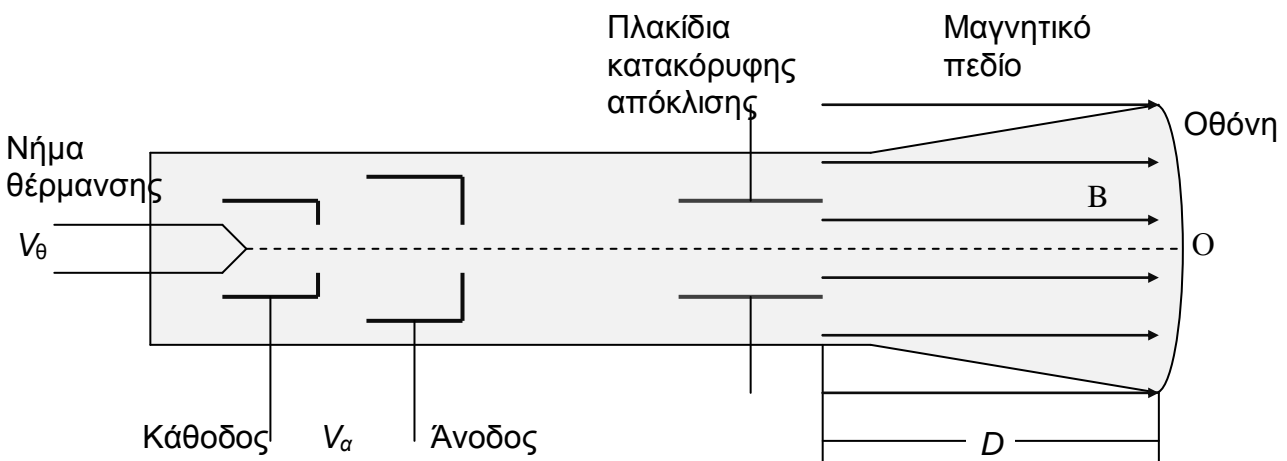 Πλακίδια
κατακόρυφης
απόκλισης
Μαγνητικό
πεδίο
Οθόνη
Νήμα
θέρμανσης
B
Vθ
O
Κάθοδος
Vα
Άνοδος
D